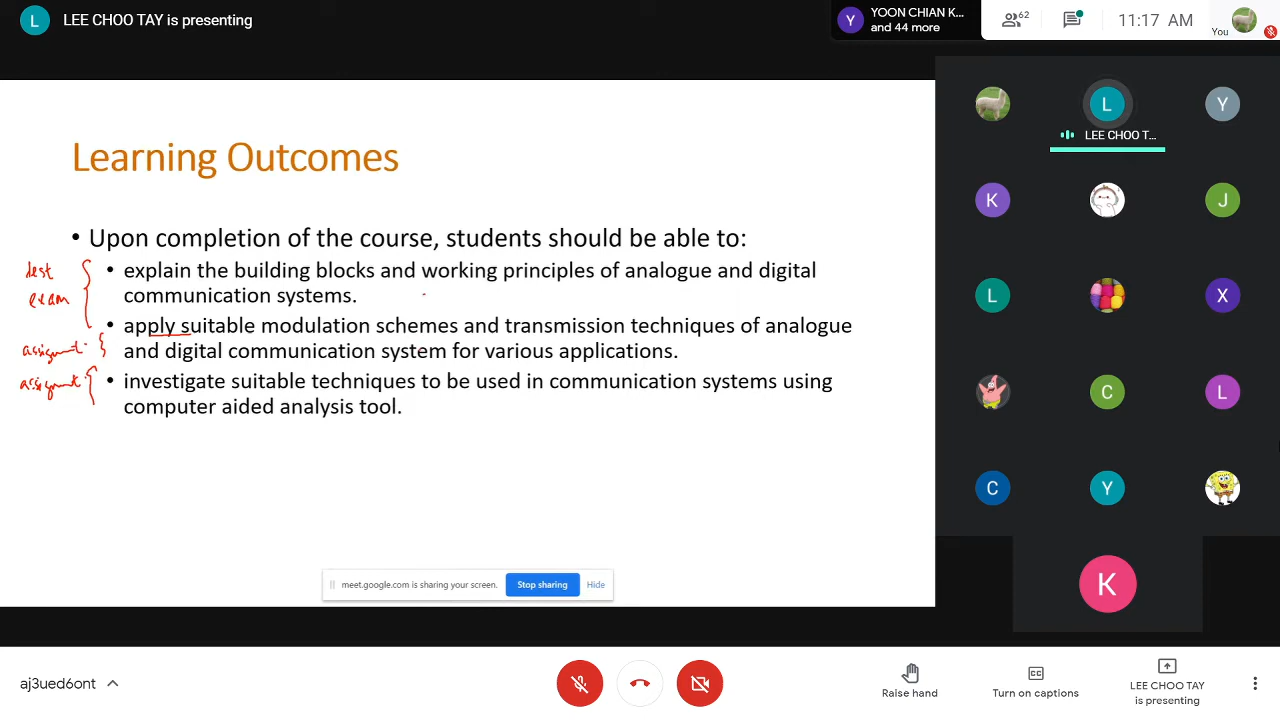 L LEE CHOO TAY is presenting
Y YOON CHIAN K...
and 44 more
62
11:17 AM
You
Learning Outcomes
• Upon completion of the course, students should be able to:
test
exam
• explain the building blocks and working principles of analogue and digital
communication systems.
• apply suitable modulation schemes and transmission techniques of analogue
assignment
and digital communication system for various applications.
assignment
• investigate suitable techniques to be used in communication systems using
computer aided analysis tool.
meet.google.com is sharing your screen. Stop sharing Hide
L Y
LEE CHOO T...
K J
L X
C L
C Y
K
aj3ued6ont
Raise hand
CC
Turn on captions
LEE CHOO TAY
is presenting